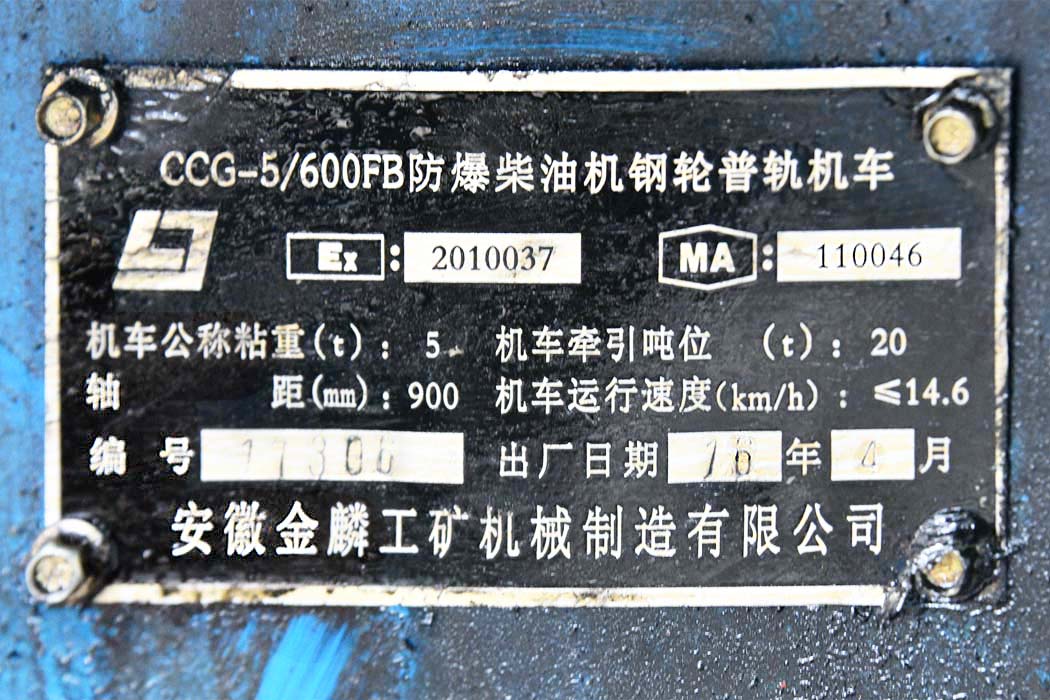 CCG-5/600FB防爆柴油机钢轮普轨机车
Ex：2010037 MA：110046
机车公称粘重(t)：5 机车牵引吨位 (t)：20
轴 距(mm)：900 机车运行速度(km/h)：≤14.6
编 号 出厂日期 16 年 4 月
安徽金麟工矿机械制造有限公司